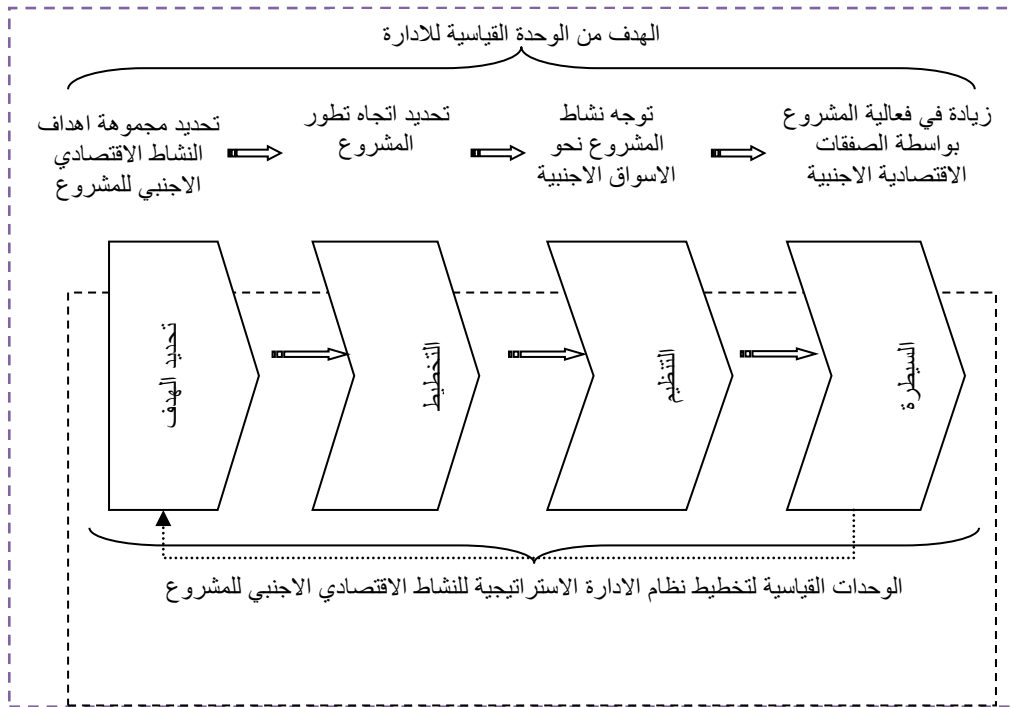 الهدف من الوحدة القياسية للادارة
تحديد مجموهة اهداف
النشاط الاقتصادي
الاجنبي للمشروع
تحديد اتجاه تطور
المشروع
توجه نشاط
المشروع نحو
الاسواق الاجنبية
زيادة في فعالية المشروع
بواسطة الصفقات
الاقتصادية الاجنبية
تحديد الهدف
التخطيط
التنظيم
السيطرة
الوحدات القياسية لتخطيط نظام الادارة الاستراتيجية للنشاط الاقتصادي الاجنبي للمشروع